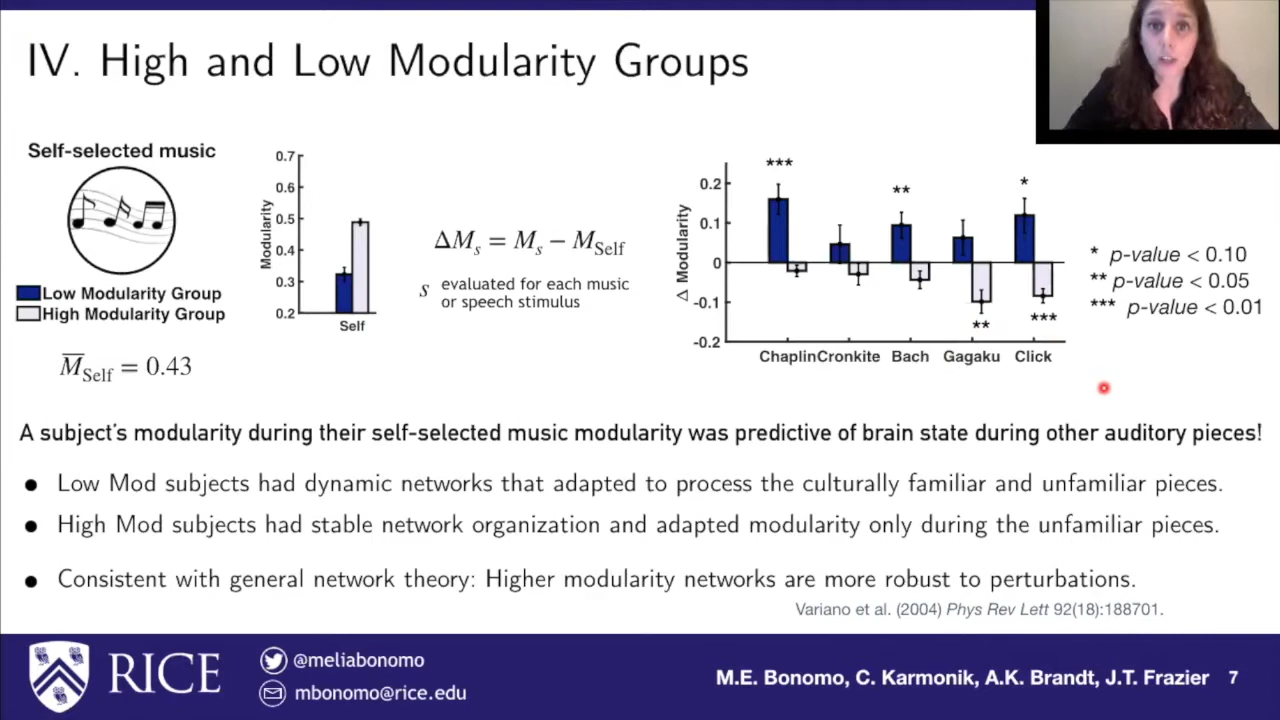 IV. High and Low Modularity Groups
Self-selected music
Low Modularity Group
High Modularity Group
M̅Self = 0.43
0.7
0.6
0.5
0.4
0.3
0.2
Modularity
Self
ΔMs = Ms − MSelf
s evaluated for each music
or speech stimulus
Δ Modularity
0.2
0.1
0
-0.1
-0.2
***
**
*
**
***
Chaplin Cronkite Bach Gagaku Click
* p-value < 0.10
** p-value < 0.05
*** p-value < 0.01
A subject's modularity during their self-selected music modularity was predictive of brain state during other auditory pieces!
● Low Mod subjects had dynamic networks that adapted to process the culturally familiar and unfamiliar pieces.
● High Mod subjects had stable network organization and adapted modularity only during the unfamiliar pieces.
● Consistent with general network theory: Higher modularity networks are more robust to perturbations.
Variano et al. (2004) Phys Rev Lett 92(18):188701.
RICE
@meliabonomo
mbonomo@rice.edu
M.E. Bonomo, C. Karmonik, A.K. Brandt, J.T. Frazier 7